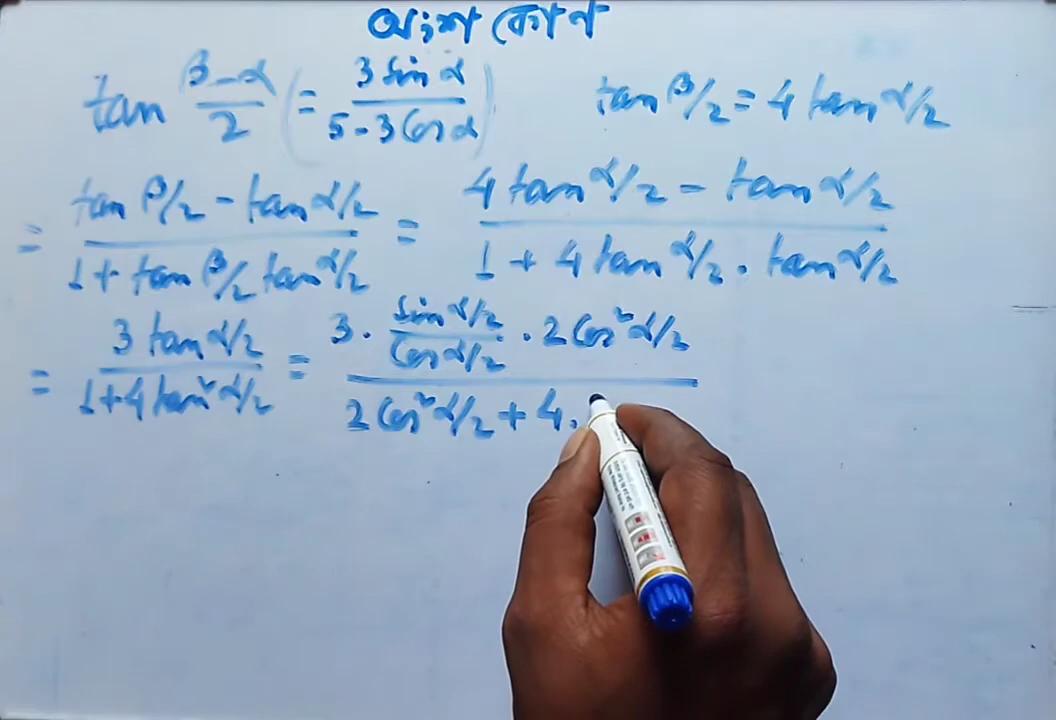 অংশ কোণ
tan (β-α)/2 (= (3 sin α)/(5 - 3 cos α)) tan β/2 = 4 tan α/2
= (tan β/2 - tan α/2)/(1 + tan β/2 tan α/2) = (4 tan α/2 - tan α/2)/(1 + 4 tan α/2 . tan α/2)
= (3 tan α/2)/(1+4 tan² α/2) = (3 . (sin α/2)/(cos α/2) . 2 cos² α/2)/(2 cos² α/2 + 4 .